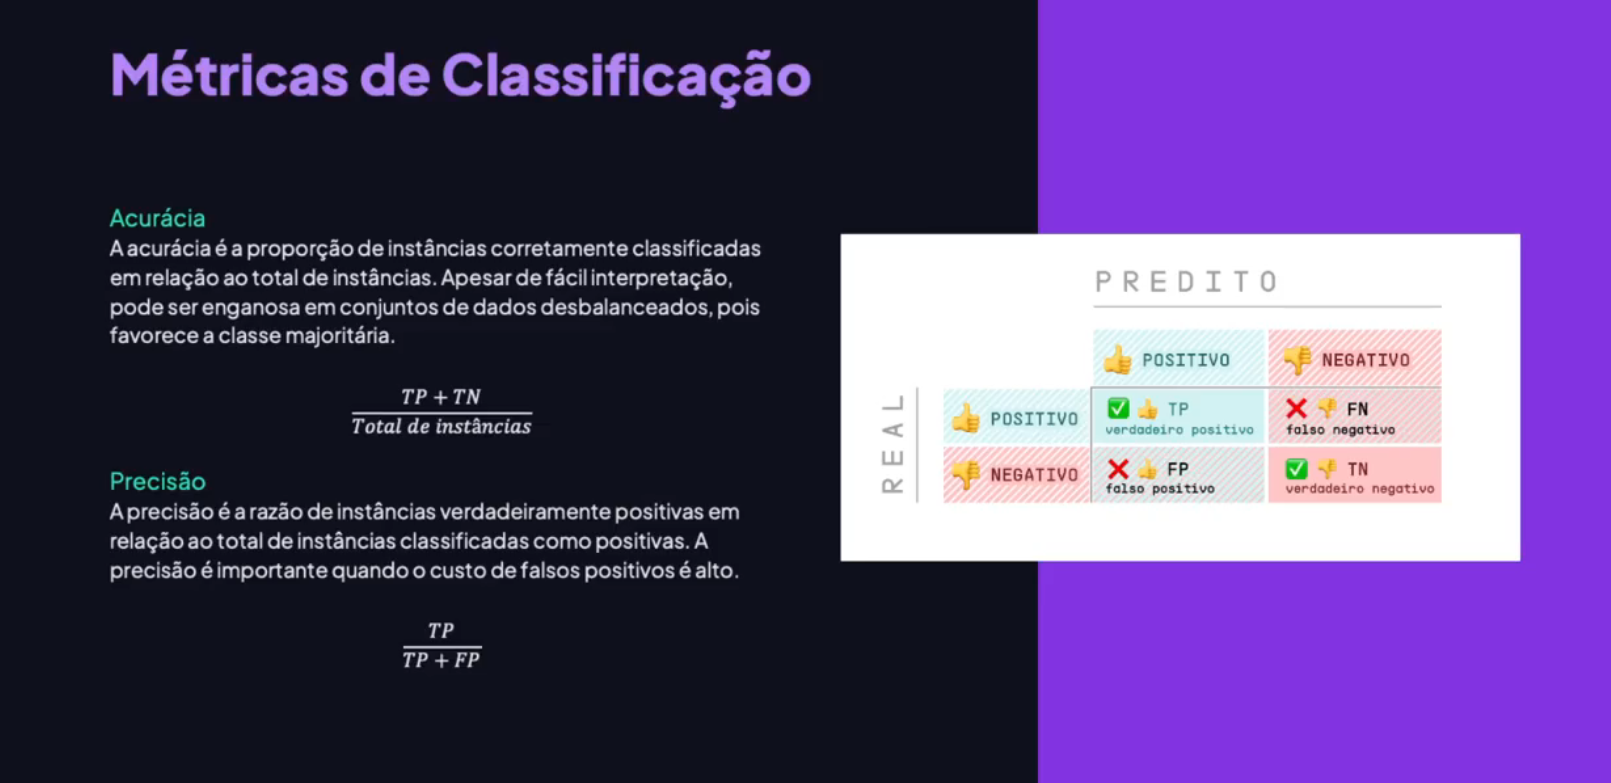 Métricas de Classificação
Acurácia
A acurácia é a proporção de instâncias corretamente classificadas
em relação ao total de instâncias. Apesar de fácil interpretação,
pode ser enganosa em conjuntos de dados desbalanceados, pois
favorece a classe majoritária.
TP + TN
Total de instâncias
Precisão
A precisão é a razão de instâncias verdadeiramente positivas em
relação ao total de instâncias classificadas como positivas. A
precisão é importante quando o custo de falsos positivos é alto.
TP
TP + FP
PREDITO
POSITIVO NEGATIVO
REAL
POSITIVO TP FN
verdadeiro positivo falso negativo
NEGATIVO FP TN
falso positivo verdadeiro negativo